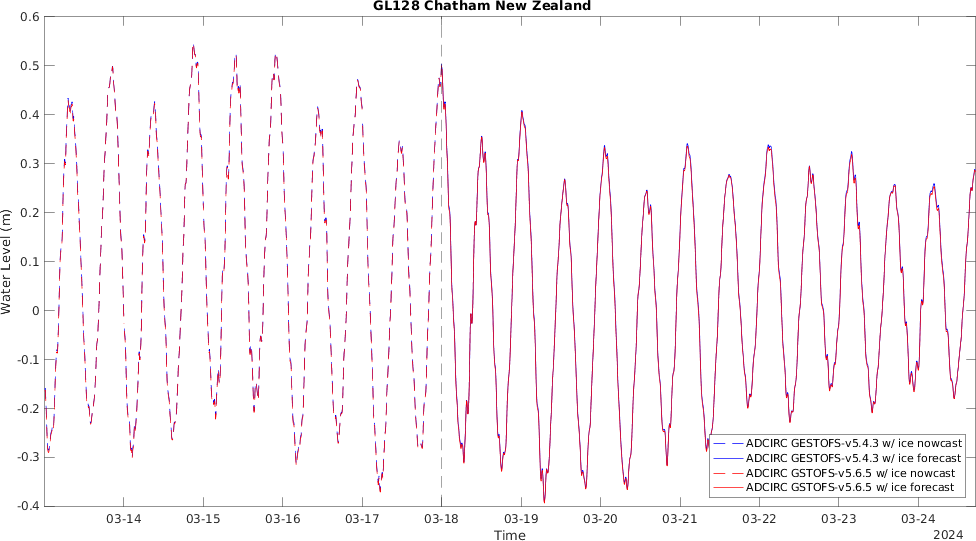 GL128 Chatham New Zealand
0.6
0.5
0.4
0.3
0.2
0.1
0
-0.1
-0.2
-0.3
-0.4
Water Level (m)
ADCIRC GESTOFS-v5.4.3 w/ ice nowcast
ADCIRC GESTOFS-v5.4.3 w/ ice forecast
ADCIRC GSTOFS-v5.6.5 w/ ice nowcast
ADCIRC GSTOFS-v5.6.5 w/ ice forecast
03-14 03-15 03-16 03-17 03-18 03-19 03-20 03-21 03-22 03-23 03-24
Time 2024